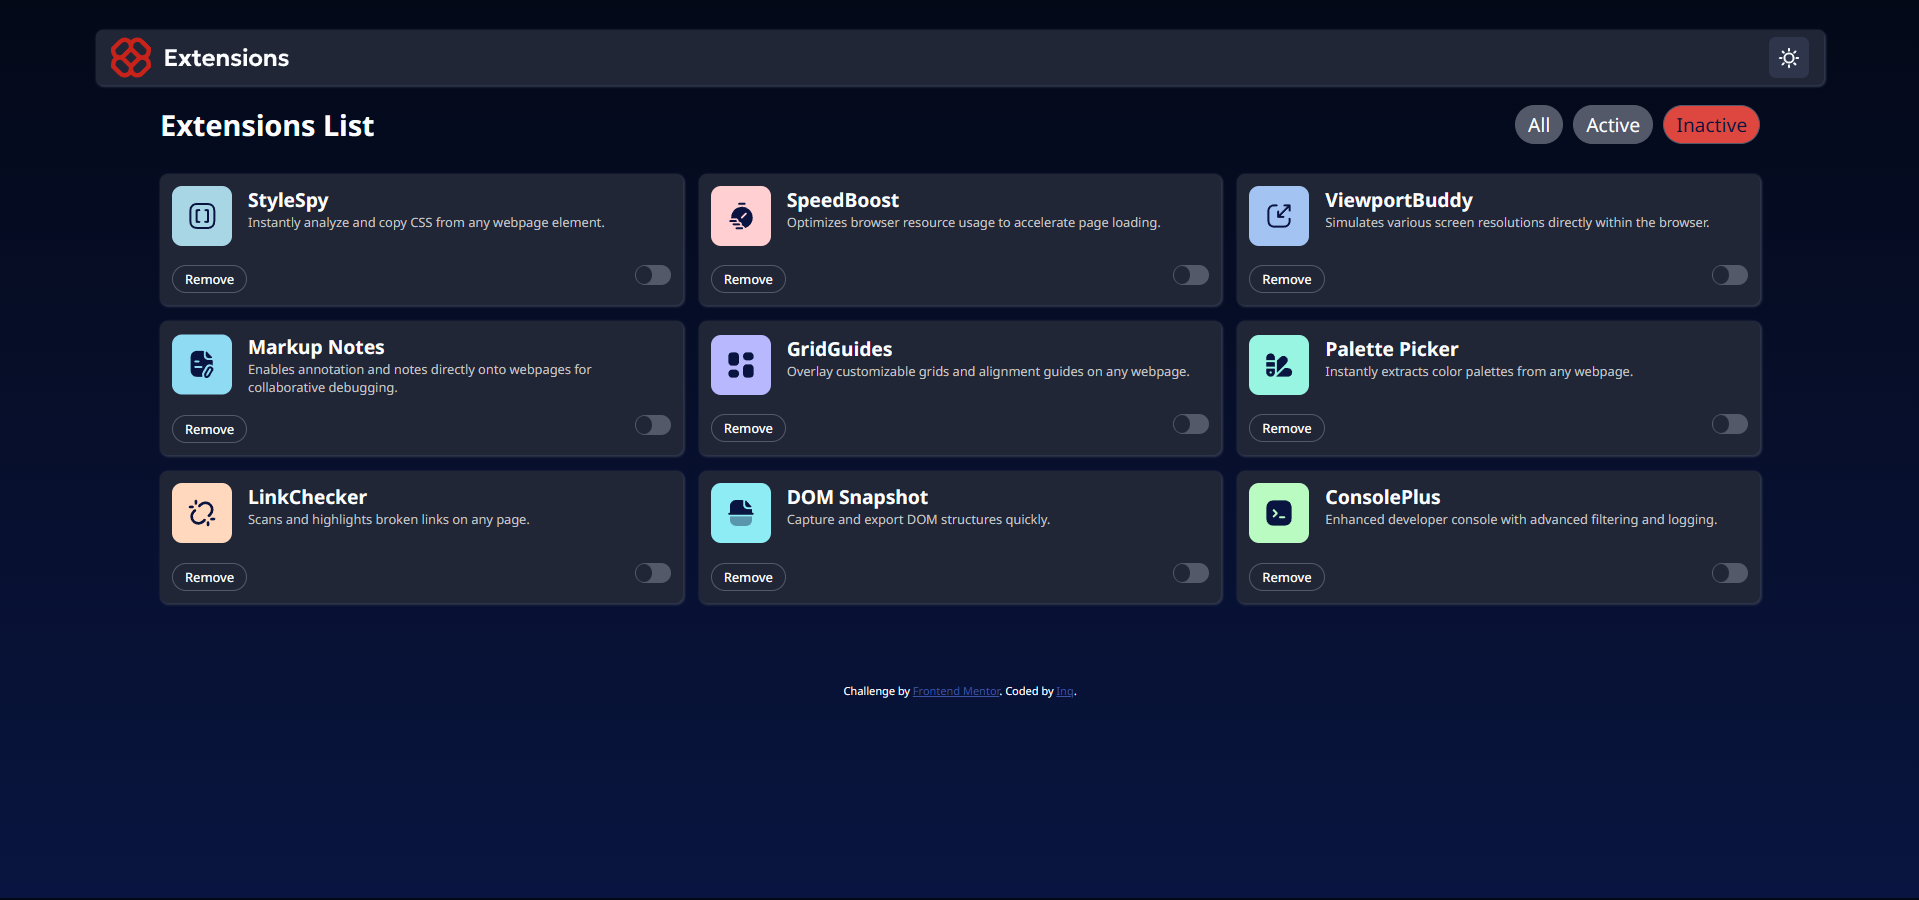 Extensions
Extensions List
All
Active
Inactive
StyleSpy
Instantly analyze and copy CSS from any webpage element.
Remove
SpeedBoost
Optimizes browser resource usage to accelerate page loading.
Remove
ViewportBuddy
Simulates various screen resolutions directly within the browser.
Remove
Markup Notes
Enables annotation and notes directly onto webpages for
collaborative debugging.
Remove
GridGuides
Overlay customizable grids and alignment guides on any webpage.
Remove
Palette Picker
Instantly extracts color palettes from any webpage.
Remove
LinkChecker
Scans and highlights broken links on any page.
Remove
DOM Snapshot
Capture and export DOM structures quickly.
Remove
ConsolePlus
Enhanced developer console with advanced filtering and logging.
Remove
Challenge by Frontend Mentor. Coded by Inq.